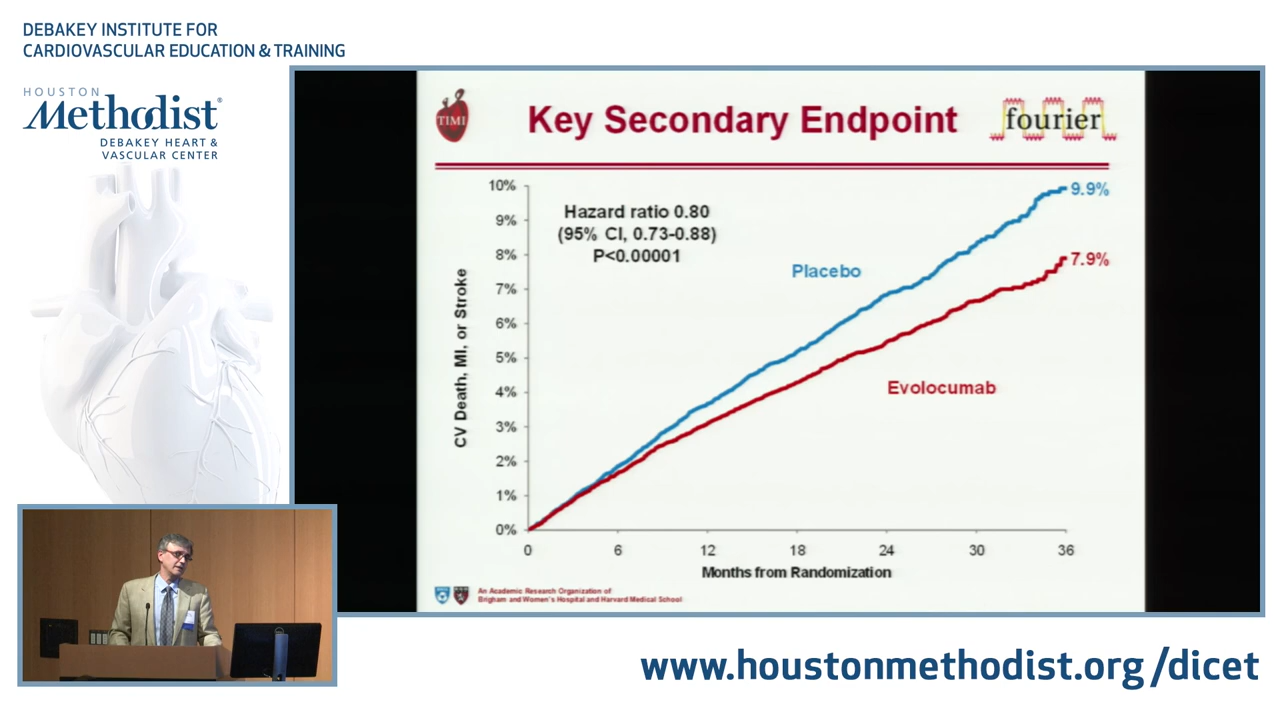 DEBAKEY INSTITUTE FOR
CARDIOVASCULAR EDUCATION & TRAINING
HOUSTON
Methodist®
DEBAKEY HEART &
VASCULAR CENTER
TIMI
Key Secondary Endpoint
fourier
10%
9%
8%
7%
6%
5%
4%
3%
2%
1%
0%
CV Death, MI, or Stroke
Hazard ratio 0.80
(95% CI, 0.73-0.88)
P<0.00001
9.9%
Placebo
7.9%
Evolocumab
0 6 12 18 24 30 36
Months from Randomization
An Academic Research Organization of
Brigham and Women's Hospital and Harvard Medical School
www.houstonmethodist.org/dicet